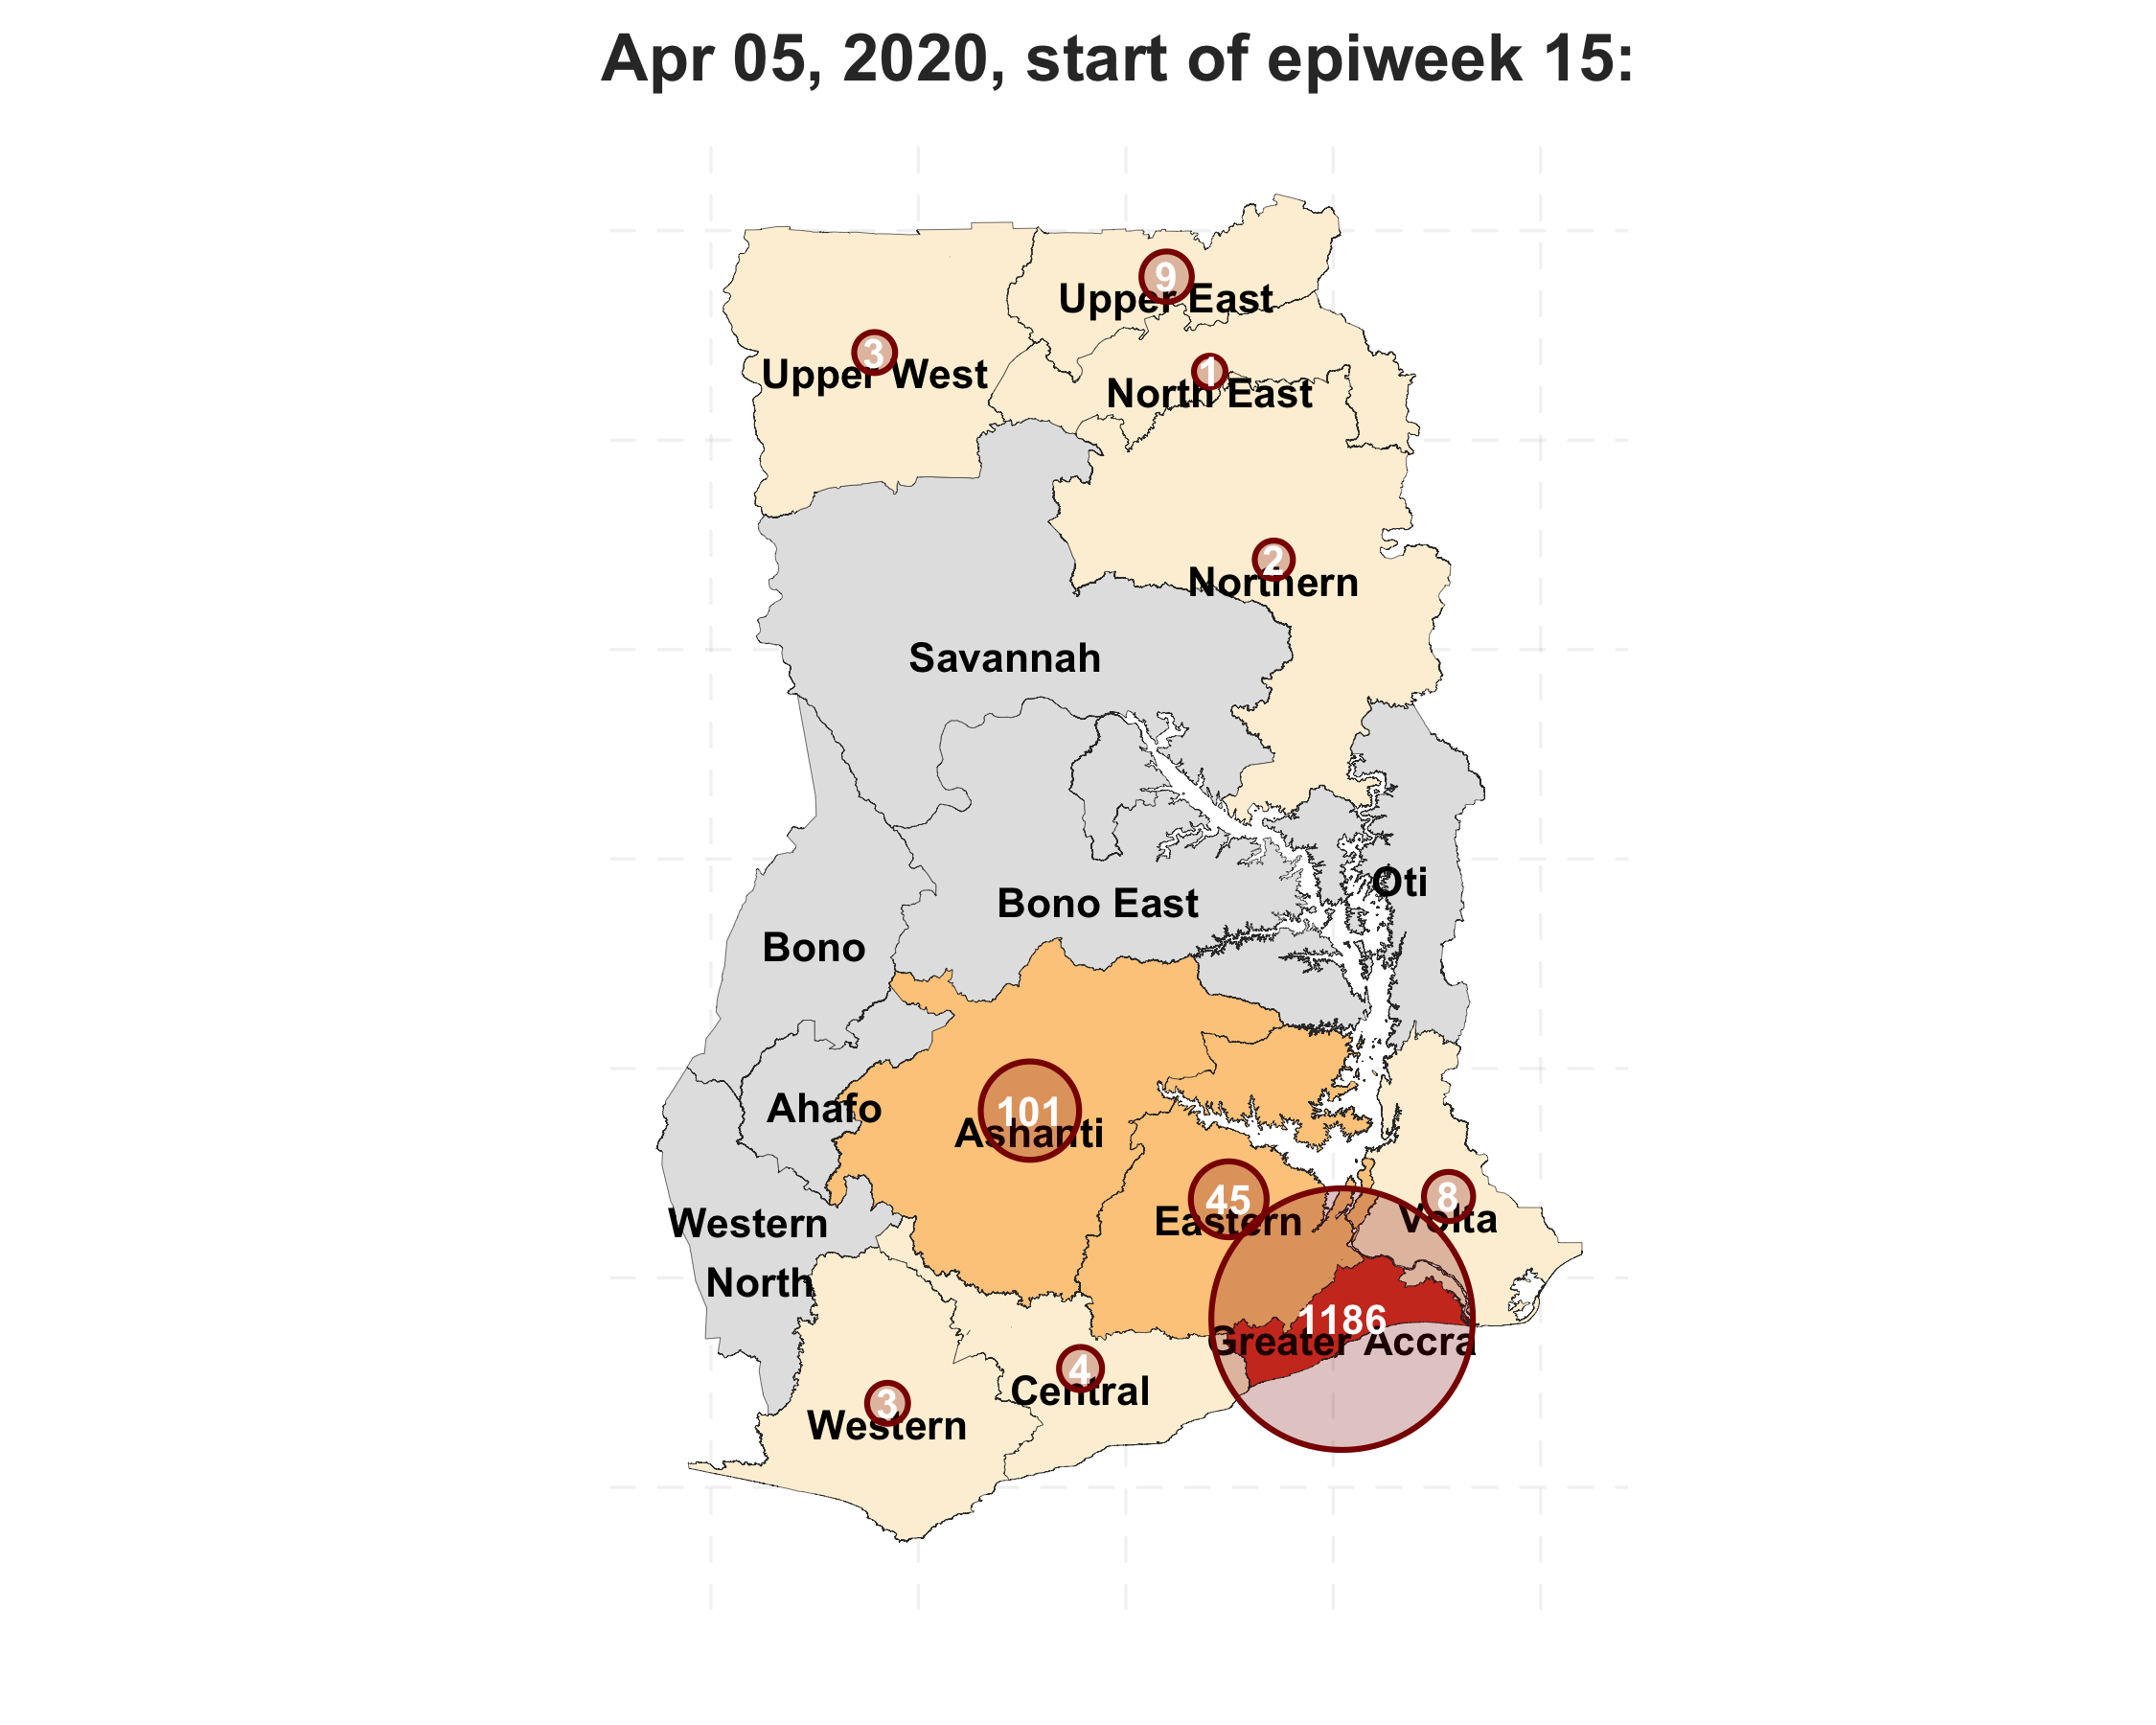 Apr 05, 2020, start of epiweek 15:
9
Upper East
3
Upper West
1
North East
2
Northern
Savannah
Oti
Bono East
Bono
101
Ahafo
Ashanti
45
8
Eastern
Volta
Western
North
1186
Greater Accra
4
Central
3
Western